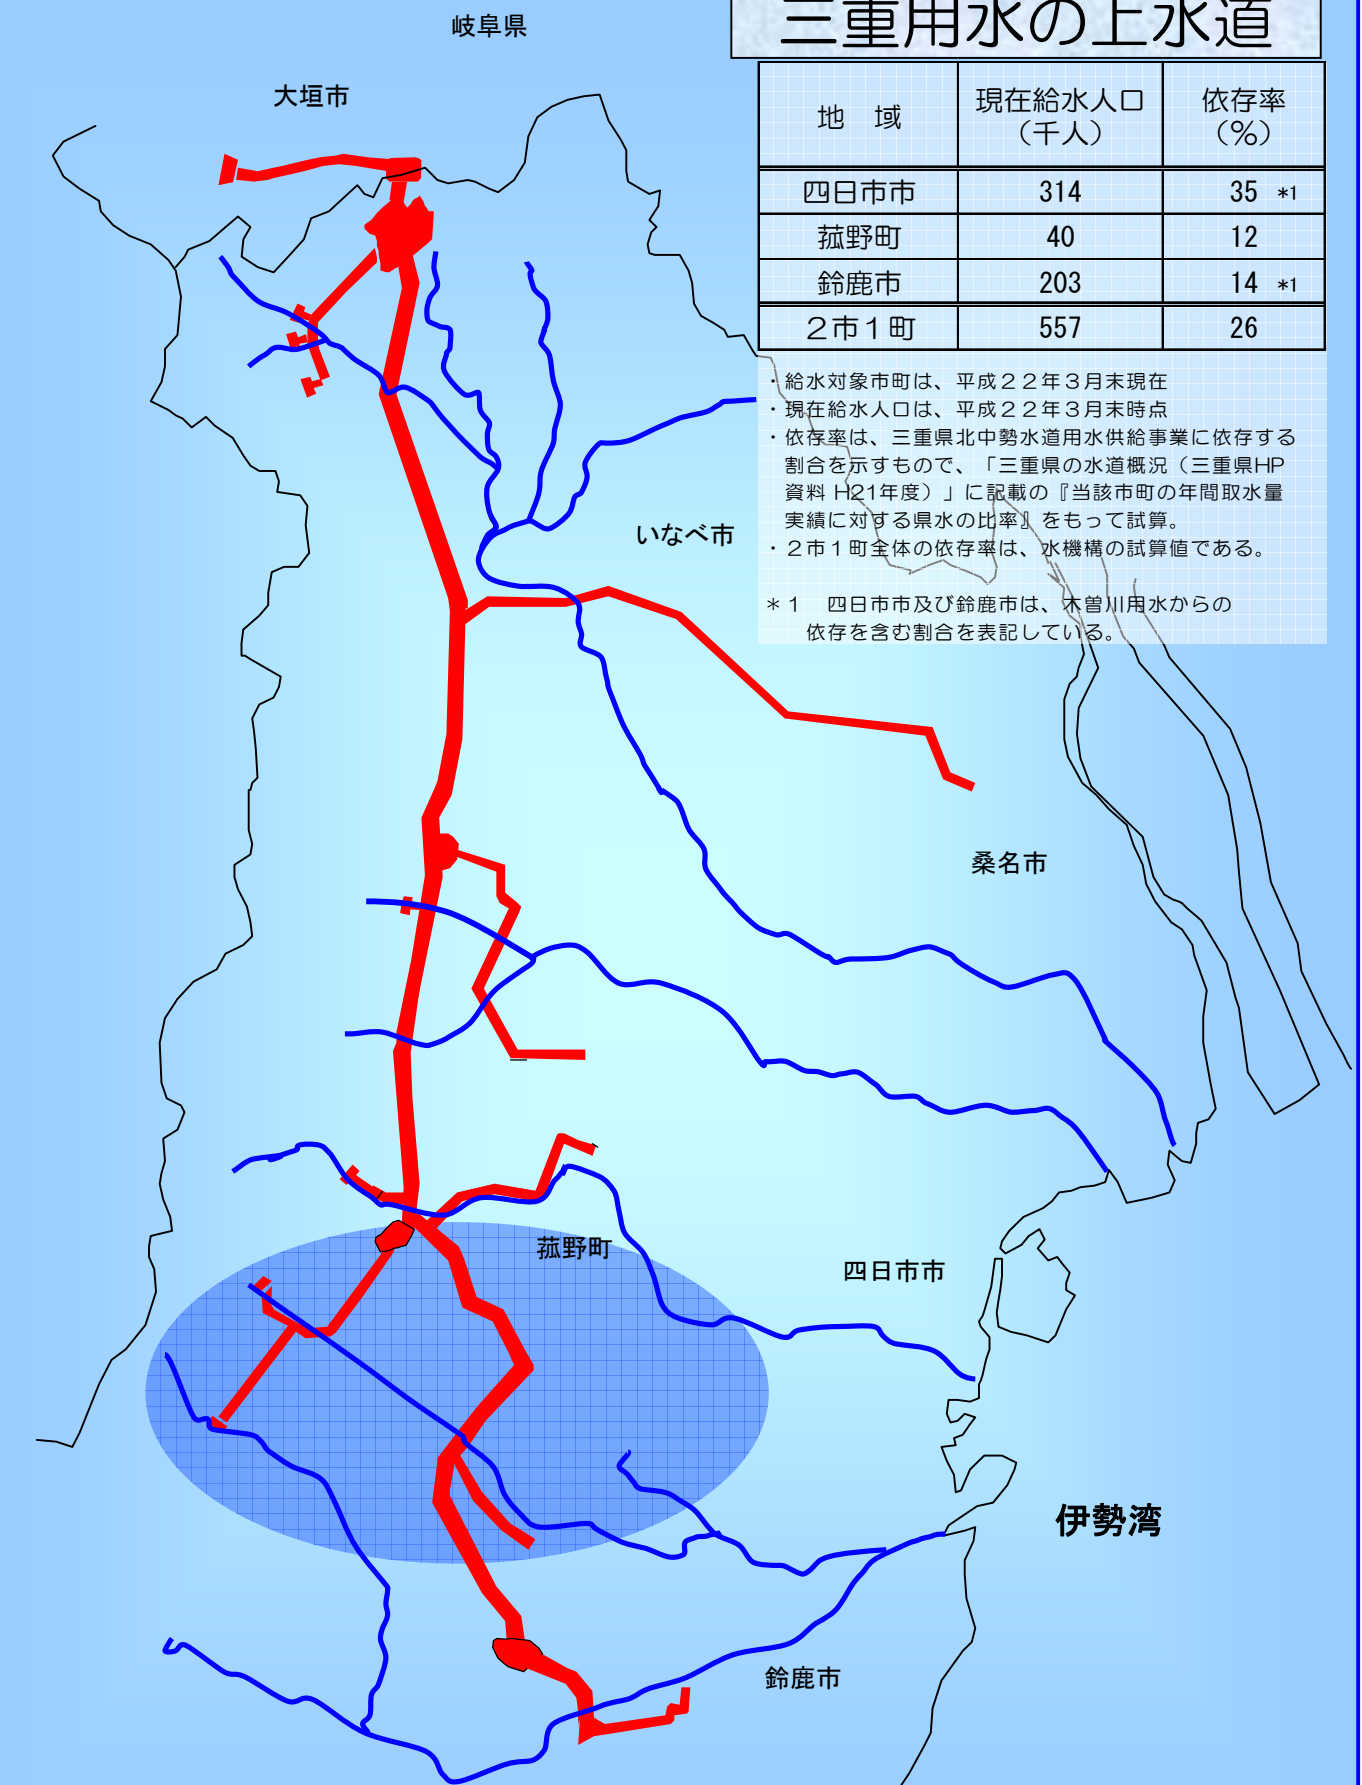 三重用水の上水道
岐阜県
大垣市
地　域 現在給水人口（千人） 依存率（％）
四日市市 314 35 *1
菰野町 40 12
鈴鹿市 203 14 *1
２市１町 557 26
・給水対象市町は、平成２２年３月末現在
・現在給水人口は、平成２２年３月末時点
・依存率は、三重県北中勢水道用水供給事業に依存する
割合を示すもので、「三重県の水道概況（三重県HP
資料 H21年度）」に記載の『当該市町の年間取水量
実績に対する県水の比率』をもって試算。
・２市１町全体の依存率は、水機構の試算値である。
＊１　四日市市及び鈴鹿市は、木曽川用水からの
依存を含む割合を表記している。
いなべ市
桑名市
菰野町
四日市市
伊勢湾
鈴鹿市